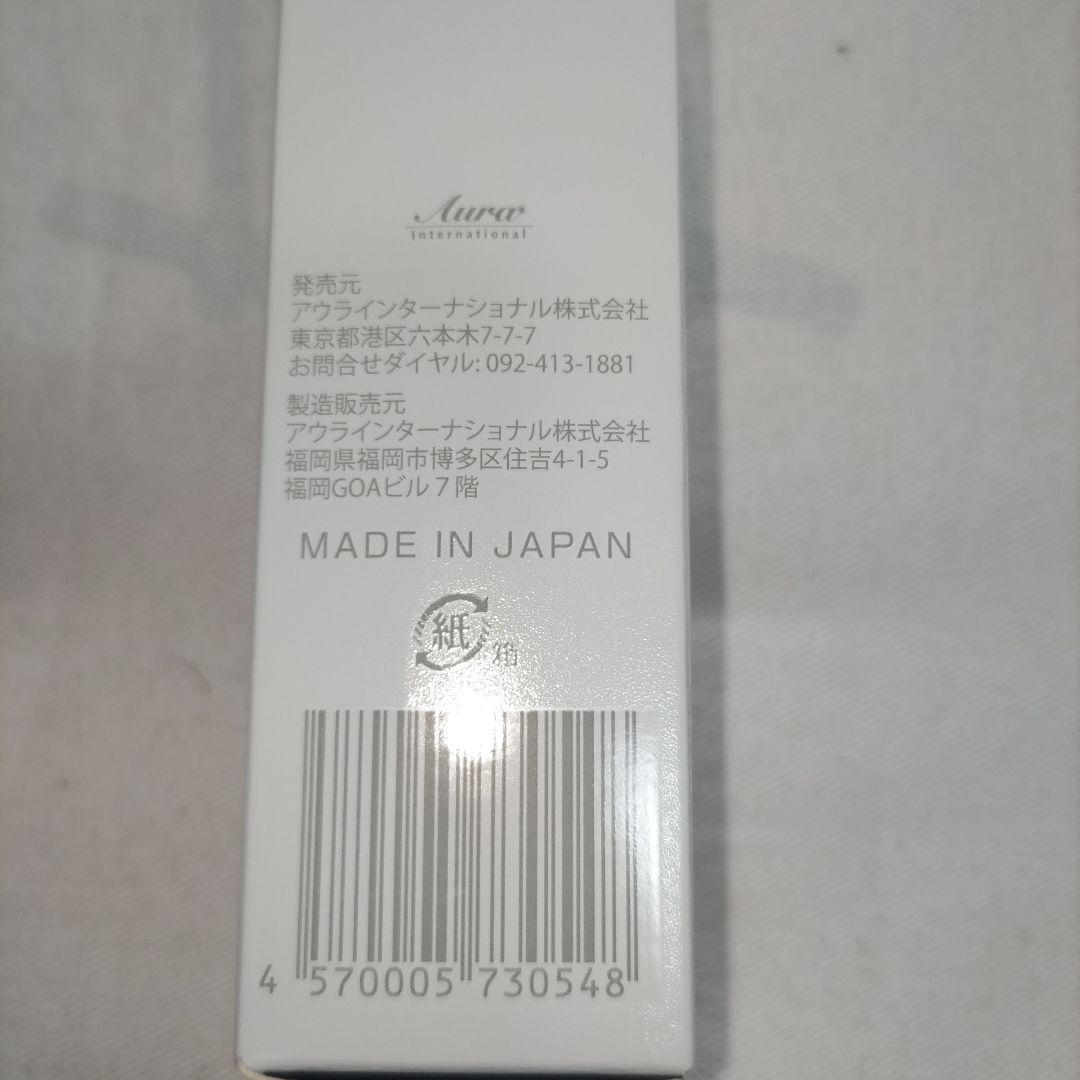 Aura
International
発売元
アウラインターナショナル株式会社
東京都港区六本木7-7-7
お問合せダイヤル: 092-413-1881
製造販売元
アウラインターナショナル株式会社
福岡県福岡市博多区住吉4-1-5
福岡GOAビル7階
MADE IN JAPAN
紙
箱
4 570005 730548